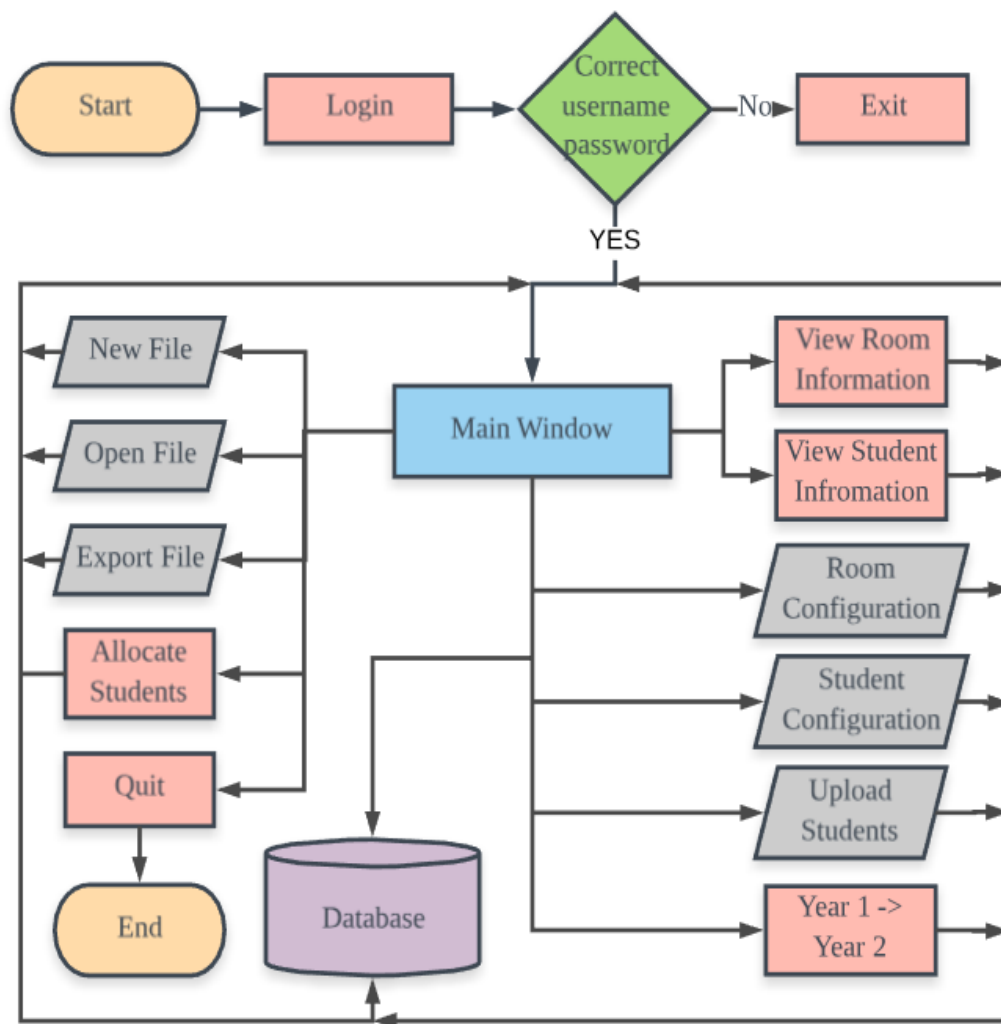 Start
Login
Correct
username
password
No
Exit
YES
New File
Open File
Export File
Allocate
Students
Quit
End
Main Window
Database
View Room
Information
View Student
Infromation
Room
Configuration
Student
Configuration
Upload
Students
Year 1 ->
Year 2